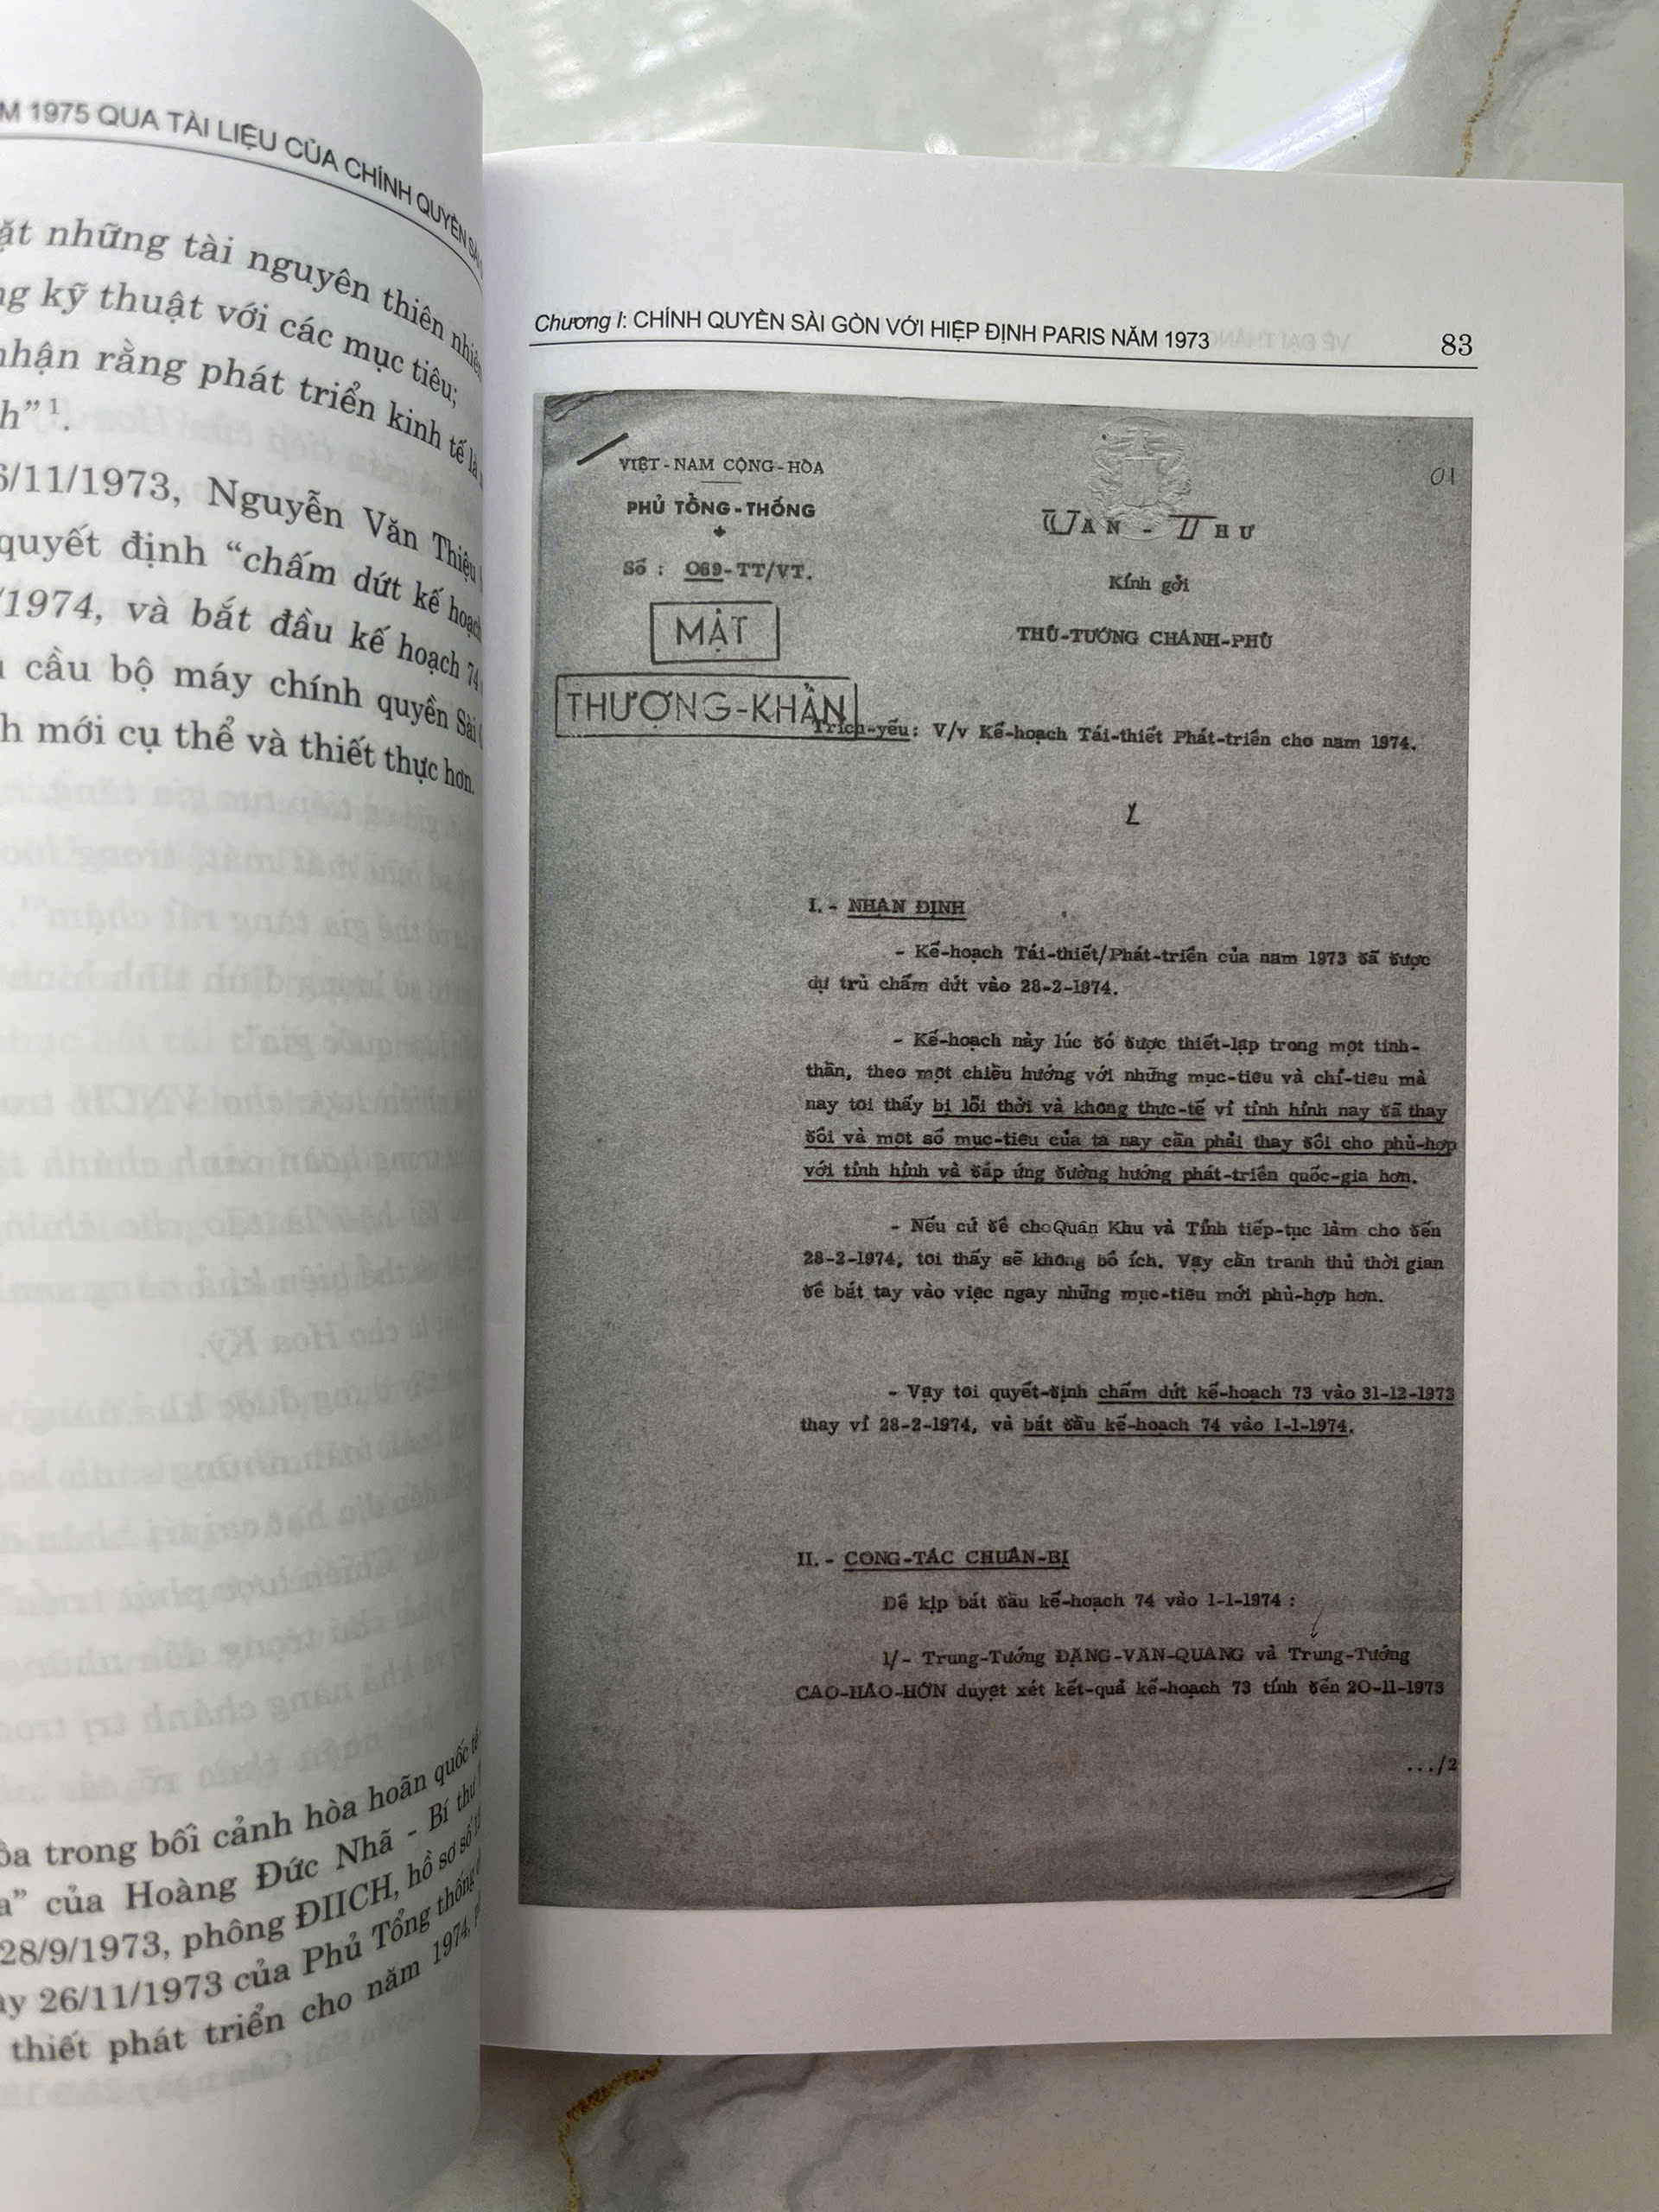 M 1975 QUA TÀI LIỆU CỦA CHÍNH QUYỀN
những tài nguyên thiên
kỹ thuật với các mục tiêu;
nhận rằng phát triển kinh tế là
h” 1.
/11/1973, Nguyễn Văn Thiệu
quyết định “chấm dứt kế hoạch
/1974, và bắt đầu kế hoạch 74
cầu bộ máy chính quyền Sài
h mới cụ thể và thiết thực hơn.
trong bối cảnh hòa hoãn quốc tế
” của Hoàng Đức Nhã - Bí thư
28/9/1973, phông ĐIICH, hồ sơ số
26/11/1973 của Phủ Tổng thống
thiết phát triển cho năm 1974,
Chương I: CHÍNH QUYỀN SÀI GÒN VỚI HIỆP ĐỊNH PARIS NĂM 1973
83
01
VIỆT-NAM CỘNG-HÒA
PHỦ TỔNG-THỐNG
Số : 069-TT/VT.
MẬT
THƯỢNG-KHẨN
VĂN - THƯ
Kính gởi
THỦ-TƯỚNG CHÁNH-PHỦ
Trích-yếu: V/v Kế-hoạch Tái-thiết Phát-triển cho nam 1974.
I. - NHẬN ĐỊNH
- Kế-hoạch Tái-thiết/Phát-triển của nam 1973 đã được
dự trù chấm dứt vào 28-2-1974.
- Kế-hoạch này lúc đó được thiết-lập trong một tinh-
thần, theo một chiều hướng với những mục-tiêu và chỉ-tiêu mà
nay tôi thấy bị lỗi thời và không thực-tế vì tình hình nay đã thay
đổi và một số mục-tiêu của ta nay cần phải thay đổi cho phù-hợp
với tình hình và đáp ứng đường hướng phát-triển quốc-gia hơn.
- Nếu cứ để cho Quân Khu và Tỉnh tiếp-tục làm cho đến
28-2-1974, tôi thấy sẽ không bổ ích. Vậy cần tranh thủ thời gian
để bắt tay vào việc ngay những mục-tiêu mới phù-hợp hơn.
- Vậy tôi quyết-định chấm dứt kế-hoạch 73 vào 31-12-1973
thay vì 28-2-1974, và bắt đầu kế-hoạch 74 vào 1-1-1974.
II. - CÔNG-TÁC CHUẨN-BỊ
Để kịp bắt đầu kế-hoạch 74 vào 1-1-1974 :
1/- Trung-Tướng ĐẶNG-VĂN-QUANG và Trung-Tướng
CAO-HẢO-HỚN duyệt xét kết-quả kế-hoạch 73 tính đến 20-11-1973
.../2